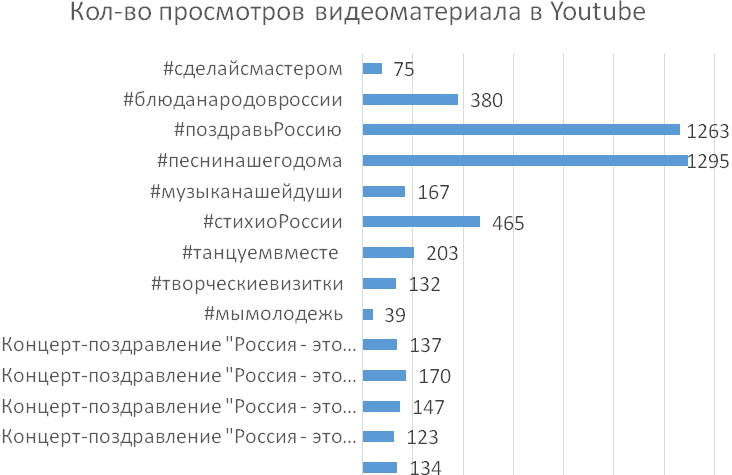 Кол-во просмотров видеоматериала в Youtube
#сделайсмастером 75
#блюданародовроссии 380
#поздравьРоссию 1263
#песнинашегодома 1295
#музыканашейдуши 167
#стихиоРоссии 465
#танцуемвместе 203
#творческиевизитки 132
#мымолодежь 39
Концерт-поздравление "Россия - это... 137
Концерт-поздравление "Россия - это... 170
Концерт-поздравление "Россия - это... 147
Концерт-поздравление "Россия - это... 123
134